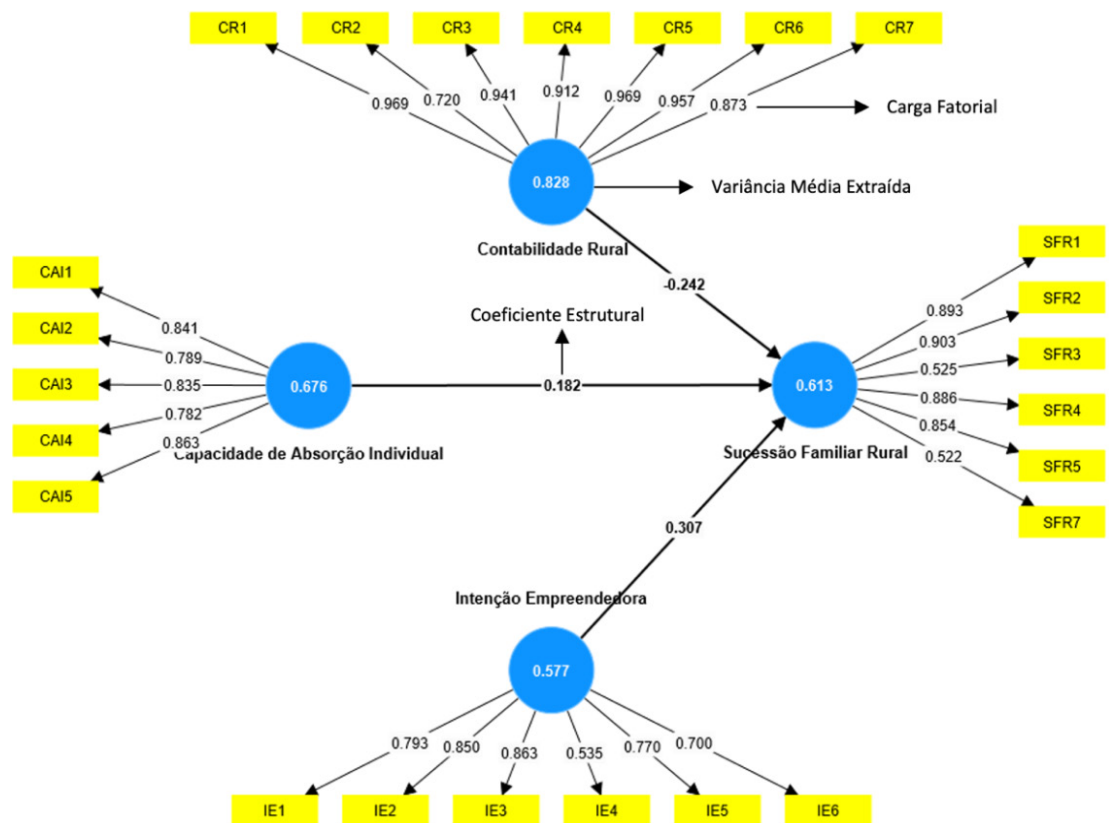 CR1 CR2 CR3 CR4 CR5 CR6 CR7
0.969 0.720 0.941 0.912 0.969 0.957 0.873
Carga Fatorial
0.828
Variância Média Extraída
Contabilidade Rural
-0.242
Coeficiente Estrutural
CAI1
CAI2
CAI3
CAI4
CAI5
0.841
0.789
0.835
0.782
0.863
0.676
Capacidade de Absorção Individual
0.182
0.613
Sucessão Familiar Rural
SFR1
SFR2
SFR3
SFR4
SFR5
SFR7
0.893
0.903
0.525
0.886
0.854
0.522
0.307
Intenção Empreendedora
0.577
0.793 0.850 0.863 0.535 0.770 0.700
IE1 IE2 IE3 IE4 IE5 IE6